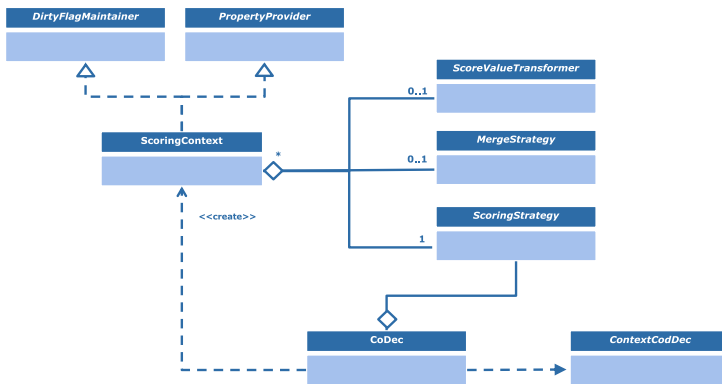 DirtyFlagMaintainer
PropertyProvider
ScoreValueTransformer
0..1
ScoringContext
MergeStrategy
*
0..1
ScoringStrategy
<<create>>
1
CoDec
ContextCodDec